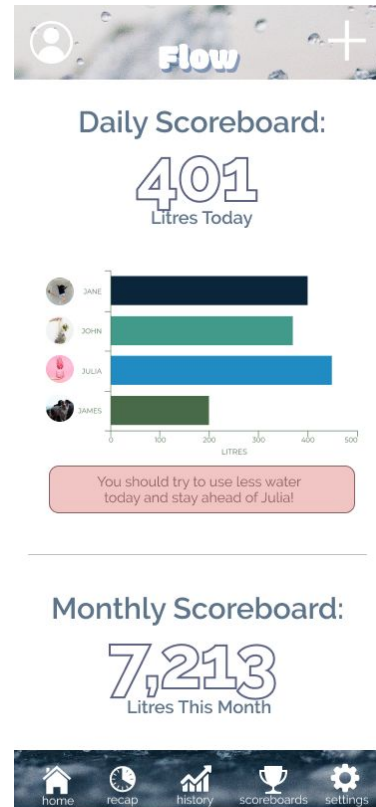 Flow
Daily Scoreboard:
401
Litres Today
JANE
JOHN
JULIA
JAMES
0 100 200 300 400 500
LITRES
You should try to use less water
today and stay ahead of Julia!
Monthly Scoreboard:
7,213
Litres This Month
home recap history scoreboards settings